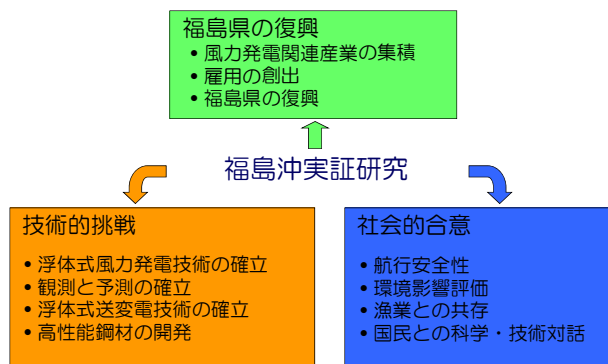 福島県の復興
• 風力発電関連産業の集積
• 雇用の創出
• 福島県の復興
福島沖実証研究
技術的挑戦
• 浮体式風力発電技術の確立
• 観測と予測の確立
• 浮体式送変電技術の確立
• 高性能鋼材の開発
社会的合意
• 航行安全性
• 環境影響評価
• 漁業との共存
• 国民との科学・技術対話